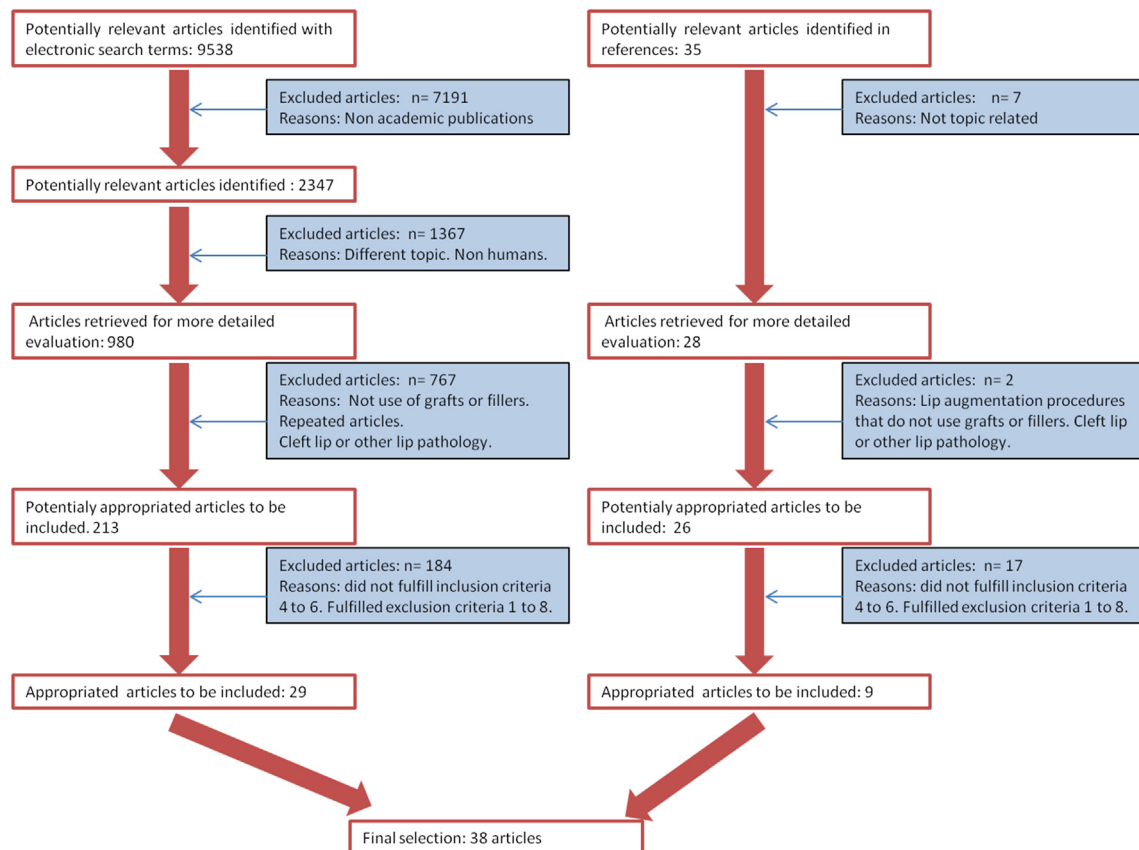 Potentially relevant articles identified with
electronic search terms: 9538
Excluded articles: n= 7191
Reasons: Non academic publications
Potentially relevant articles identified : 2347
Excluded articles: n= 1367
Reasons: Different topic. Non humans.
Articles retrieved for more detailed
evaluation: 980
Excluded articles: n= 767
Reasons: Not use of grafts or fillers.
Repeated articles.
Cleft lip or other lip pathology.
Potentialy appropriated articles to be
included. 213
Excluded articles: n= 184
Reasons: did not fulfill inclusion criteria
4 to 6. Fulfilled exclusion criteria 1 to 8.
Appropriated articles to be included: 29
Potentially relevant articles identified in
references: 35
Excluded articles: n= 7
Reasons: Not topic related
Articles retrieved for more detailed
evaluation: 28
Excluded articles: n= 2
Reasons: Lip augmentation procedures
that do not use grafts or fillers. Cleft lip
or other lip pathology.
Potentialy appropriated articles to be
included: 26
Excluded articles: n= 17
Reasons: did not fulfill inclusion criteria
4 to 6. Fulfilled exclusion criteria 1 to 8.
Appropriated articles to be included: 9
Final selection: 38 articles